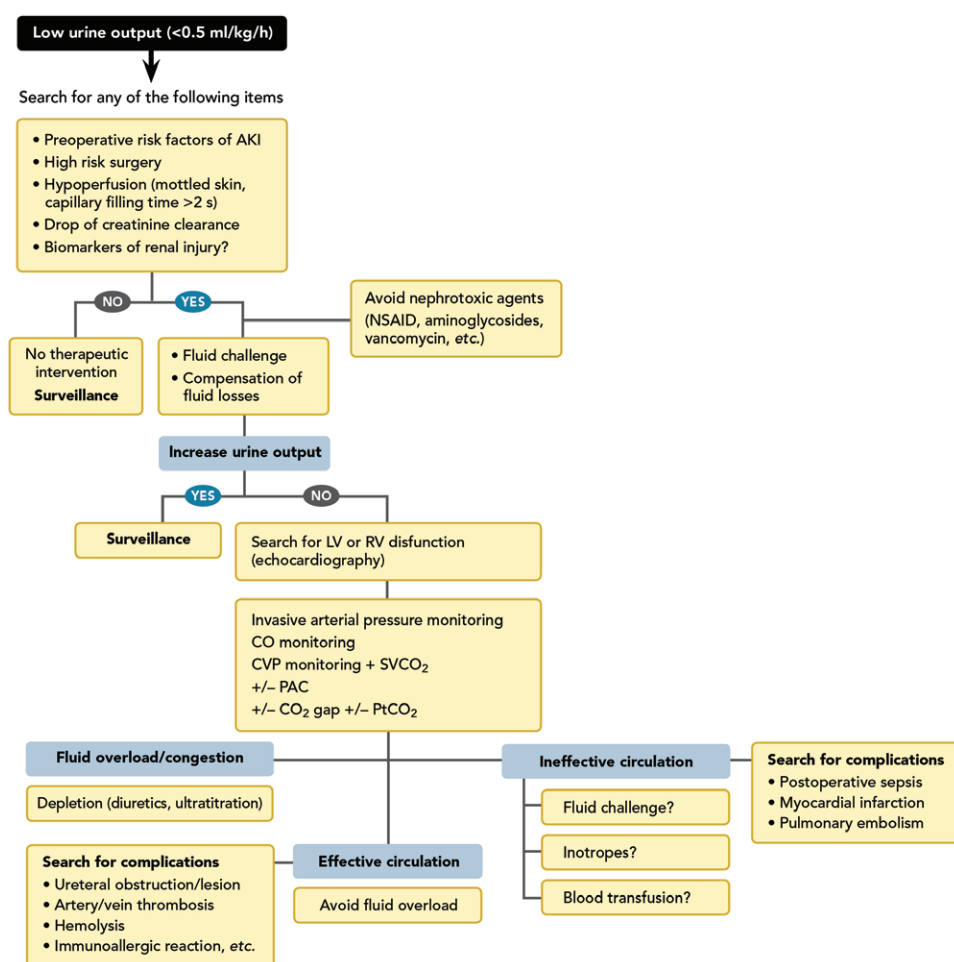 Low urine output (<0.5 ml/kg/h)
Search for any of the following items
• Preoperative risk factors of AKI
• High risk surgery
• Hypoperfusion (mottled skin,
capillary filling time >2 s)
• Drop of creatinine clearance
• Biomarkers of renal injury?
NO
YES
Avoid nephrotoxic agents
(NSAID, aminoglycosides,
vancomycin, etc.)
No therapeutic
intervention
Surveillance
• Fluid challenge
• Compensation of
fluid losses
Increase urine output
YES
NO
Surveillance
Search for LV or RV disfunction
(echocardiography)
Invasive arterial pressure monitoring
CO monitoring
CVP monitoring + SVCO₂
+/– PAC
+/– CO₂ gap +/– PtCO₂
Fluid overload/congestion
Depletion (diuretics, ultratitration)
Ineffective circulation
Fluid challenge?
Inotropes?
Blood transfusion?
Search for complications
• Postoperative sepsis
• Myocardial infarction
• Pulmonary embolism
Search for complications
• Ureteral obstruction/lesion
• Artery/vein thrombosis
• Hemolysis
• Immunoallergic reaction, etc.
Effective circulation
Avoid fluid overload